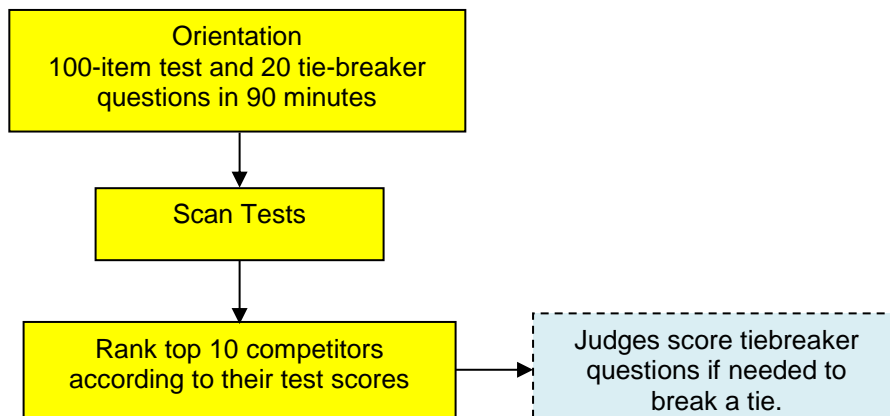 Orientation
100-item test and 20 tie-breaker
questions in 90 minutes
Scan Tests
Rank top 10 competitors
according to their test scores
Judges score tiebreaker
questions if needed to
break a tie.